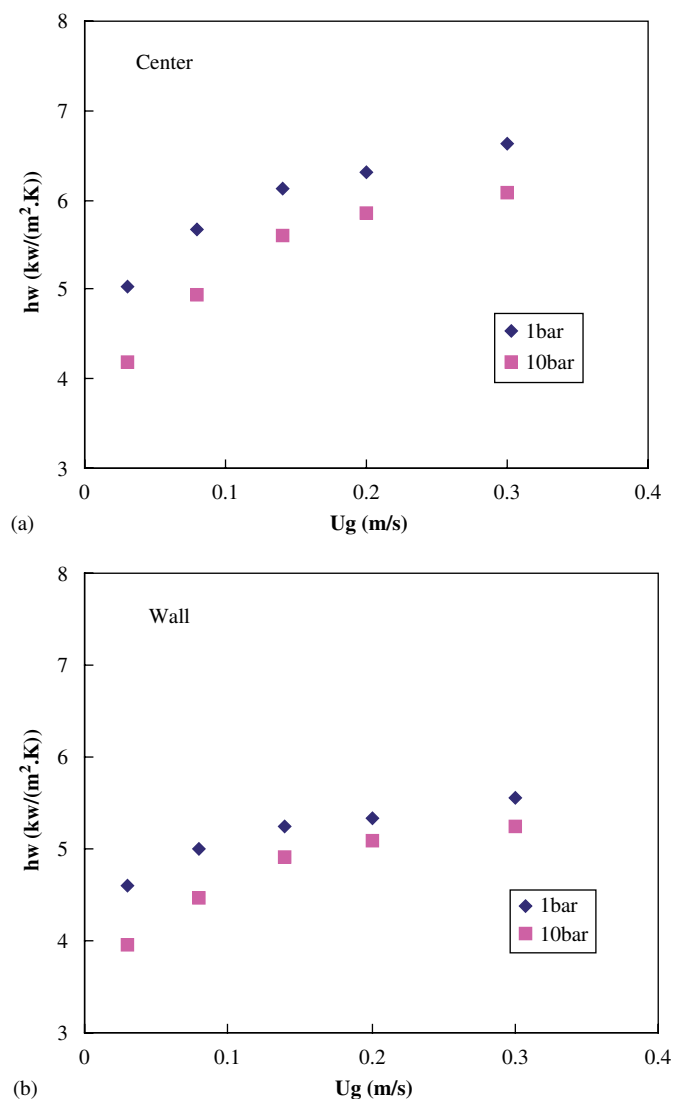 8
Center
7
6
hw (kw/(m².K))
5
1bar
4
10bar
3
0 0.1 0.2 0.3 0.4
(a)
Ug (m/s)
8
Wall
7
6
hw (kw/(m².K))
5
1bar
4
10bar
3
0 0.1 0.2 0.3 0.4
(b)
Ug (m/s)